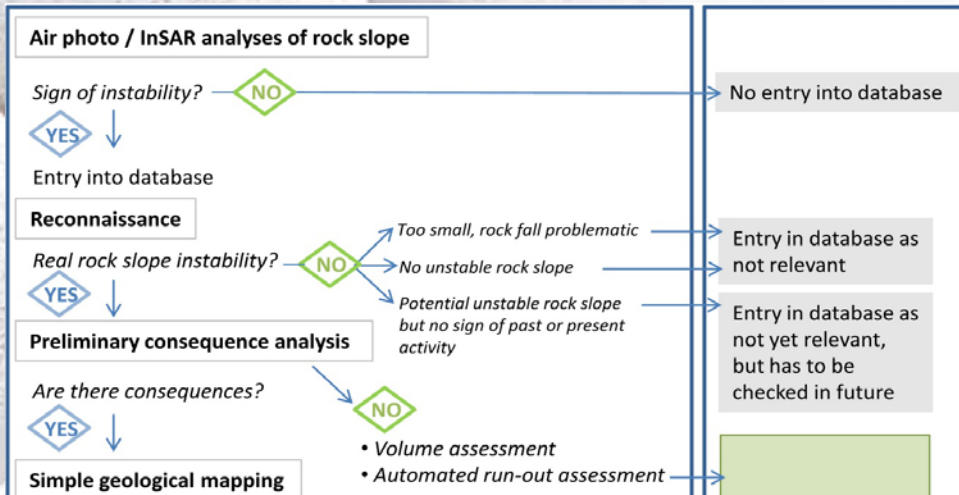 Air photo / InSAR analyses of rock slope
Sign of instability?
NO
No entry into database
YES
Entry into database
Reconnaissance
Real rock slope instability?
NO
Too small, rock fall problematic
No unstable rock slope
Potential unstable rock slope
but no sign of past or present
activity
Entry in database as
not relevant
Entry in database as
not yet relevant,
but has to be
checked in future
YES
Preliminary consequence analysis
Are there consequences?
NO
YES
• Volume assessment
• Automated run-out assessment
Simple geological mapping